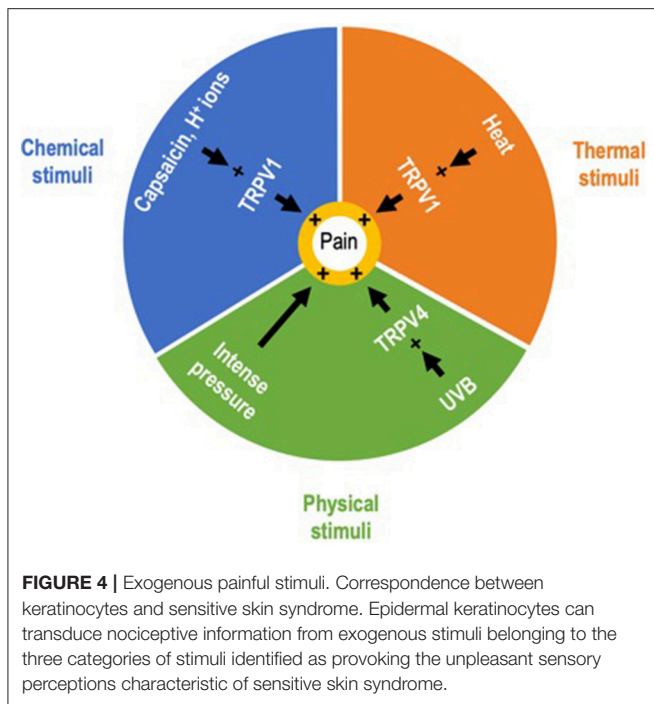 Chemical
stimuli
Capsaicin, H⁺ ions
+
TRPV1
+
Heat
+
TRPV1
+
Thermal
stimuli
Pain
+
+
Intense
pressure
TRPV4
+
UVB
Physical
stimuli
FIGURE 4 | Exogenous painful stimuli. Correspondence between
keratinocytes and sensitive skin syndrome. Epidermal keratinocytes can
transduce nociceptive information from exogenous stimuli belonging to the
three categories of stimuli identified as provoking the unpleasant sensory
perceptions characteristic of sensitive skin syndrome.